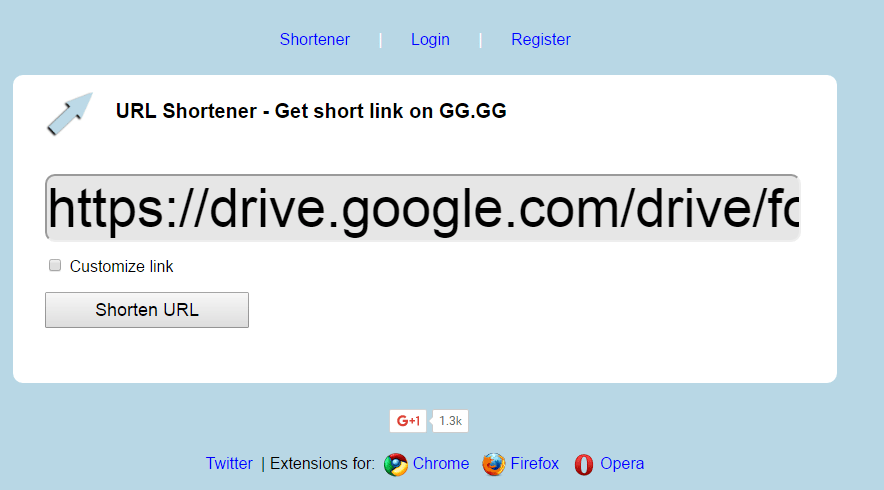 Shortener | Login | Register
URL Shortener - Get short link on GG.GG
https://drive.google.com/drive/fo
Customize link
Shorten URL
G+1 1.3k
Twitter | Extensions for: Chrome Firefox Opera